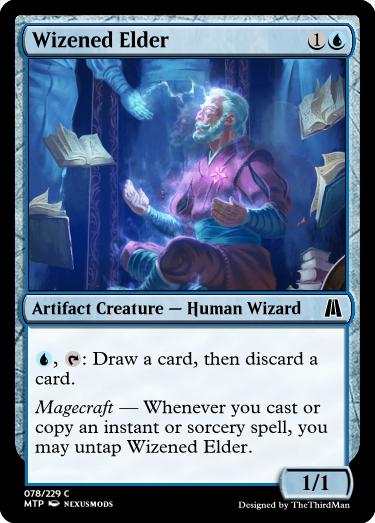 Wizened Elder 1
Artifact Creature — Human Wizard
, : Draw a card, then discard a
card.
Magecraft — Whenever you cast or
copy an instant or sorcery spell, you
may untap Wizened Elder.
1/1
078/229 C
MTP NEXUSMODS Designed by TheThirdMan